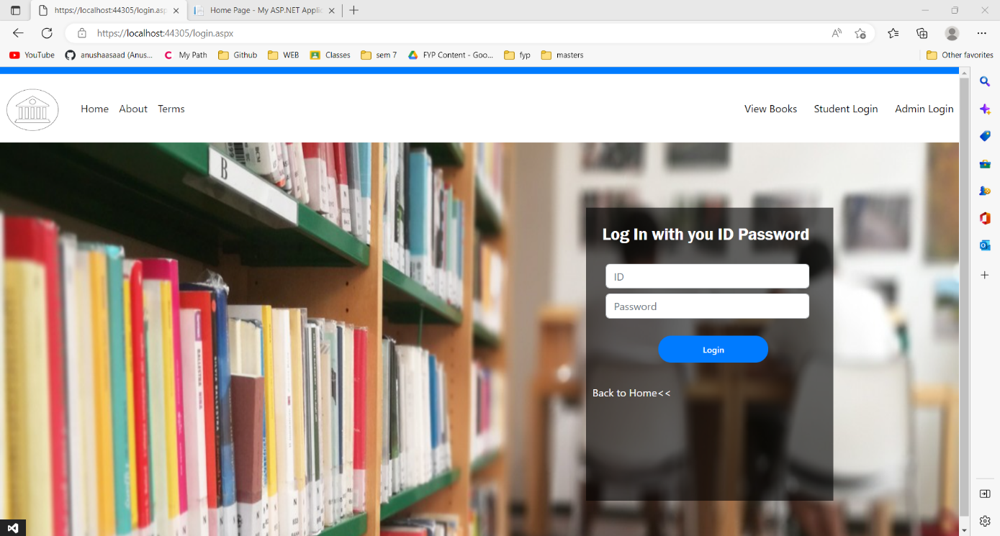 https://localhost:44305/login.asp
Home Page - My ASP.NET Applic
https://localhost:44305/login.aspx
YouTube
anushaasaad (Anus...
My Path
Github
WEB
Classes
sem 7
FYP Content - Goo...
fyp
masters
Other favorites
Home About Terms
View Books Student Login Admin Login
B
Log In with you ID Password
ID
Password
Login
Back to Home<<